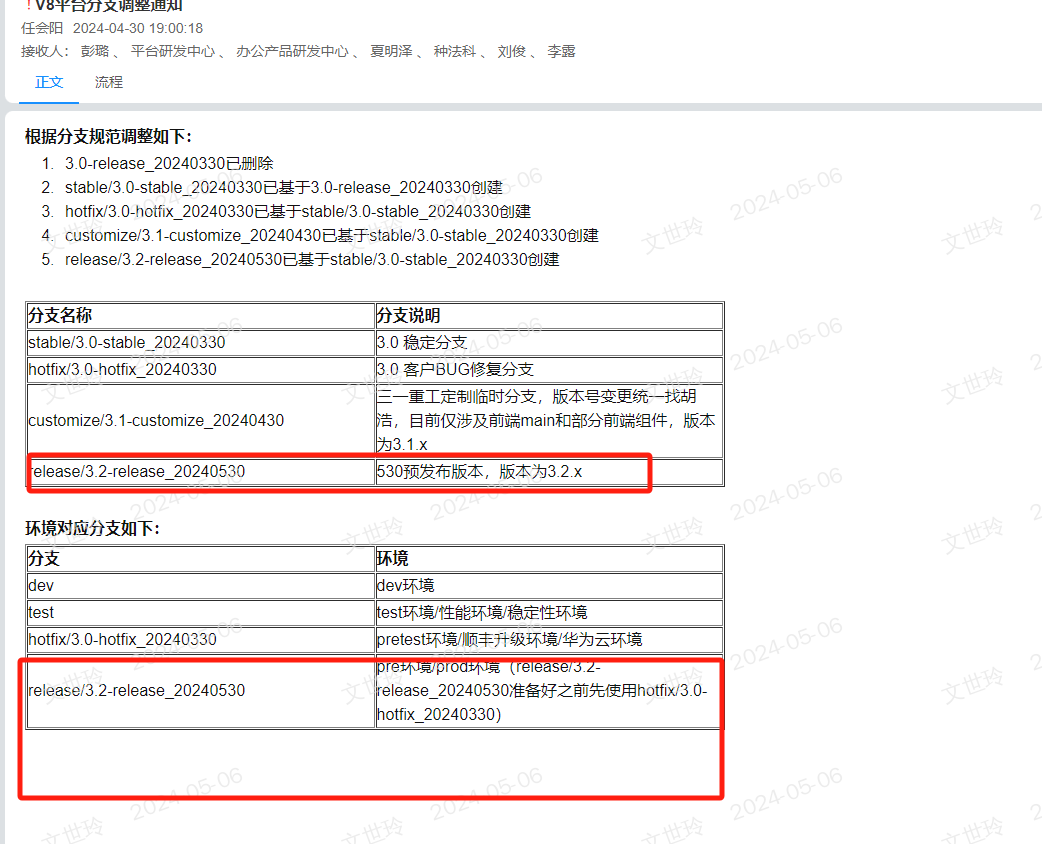 ！V8平台分支调整通知
任会阳 2024-04-30 19:00:18
接收人： 彭璐 、 平台研发中心 、 办公产品研发中心 、 夏明泽 、 种法科 、 刘俊 、 李露
正文 流程
根据分支规范调整如下：
1. 3.0-release_20240330已删除
2. stable/3.0-stable_20240330已基于3.0-release_20240330创建
3. hotfix/3.0-hotfix_20240330已基于stable/3.0-stable_20240330创建
4. customize/3.1-customize_20240430已基于stable/3.0-stable_20240330创建
5. release/3.2-release_20240530已基于stable/3.0-stable_20240330创建
分支名称 分支说明
stable/3.0-stable_20240330 3.0 稳定分支
hotfix/3.0-hotfix_20240330 3.0 客户BUG修复分支
customize/3.1-customize_20240430 三一重工定制临时分支，版本号变更统一找胡
浩，目前仅涉及前端main和部分前端组件，版本
为3.1.x
release/3.2-release_20240530 530预发布版本，版本为3.2.x
环境对应分支如下：
分支 环境
dev dev环境
test test环境/性能环境/稳定性环境
hotfix/3.0-hotfix_20240330 pretest环境/顺丰升级环境/华为云环境
release/3.2-release_20240530 pre环境/prod环境（release/3.2-
release_20240530准备好之前先使用hotfix/3.0-
hotfix_20240330）
文世玲 2024-05-06